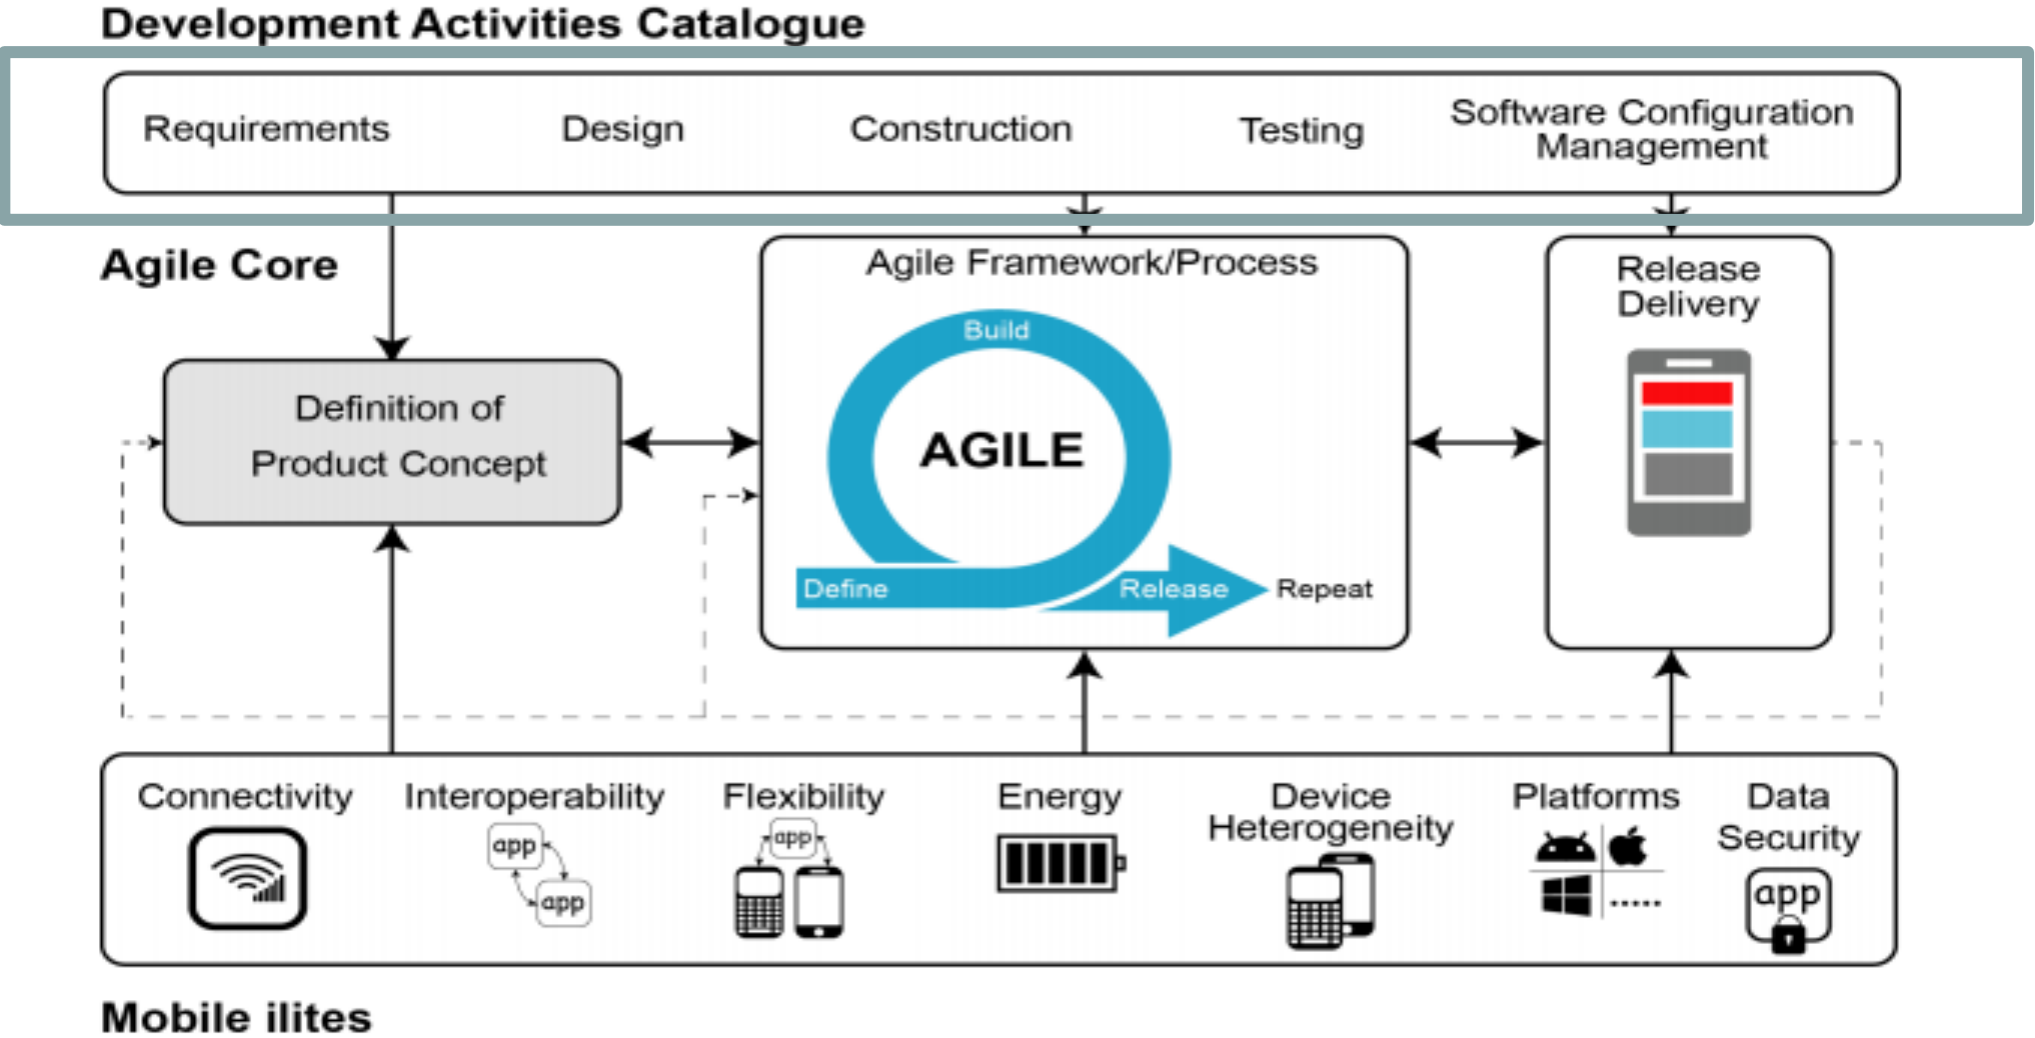 Development Activities Catalogue
Requirements
Design
Construction
Testing
Software Configuration
Management
Agile Core
Agile Framework/Process
Build
AGILE
Define
Release
Repeat
Release
Delivery
Definition of
Product Concept
Connectivity
Interoperability
app
app
Flexibility
app
Energy
Device
Heterogeneity
Platforms
.....
Data
Security
app
Mobile ilites